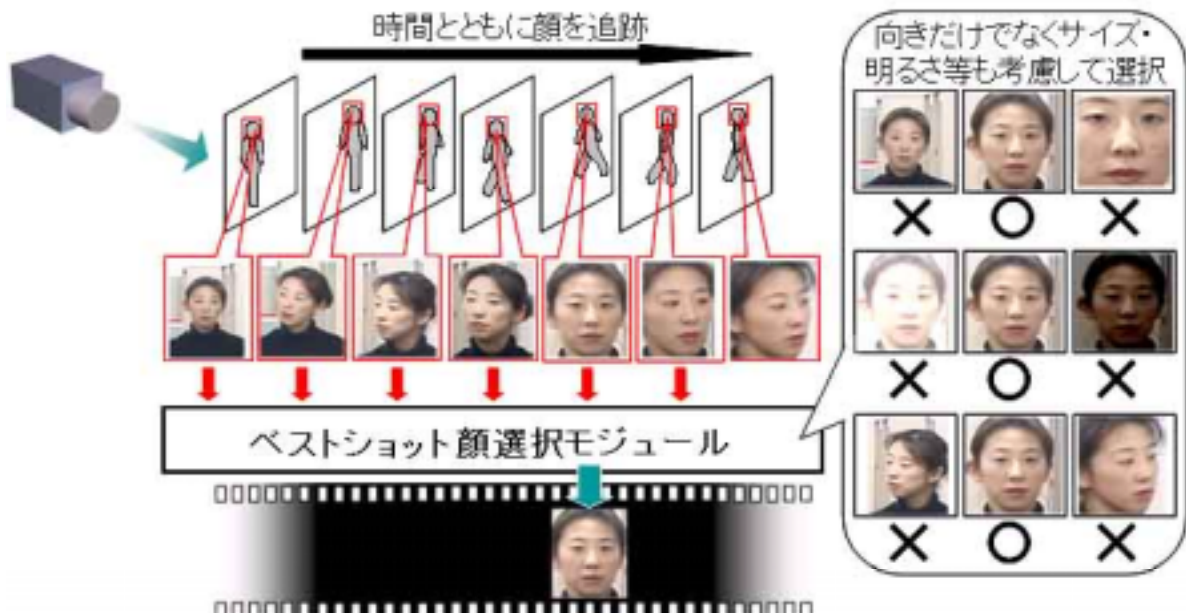 時間とともに顔を追跡
向きだけでなくサイズ・
明るさ等も考慮して選択
ベストショット顔選択モジュール